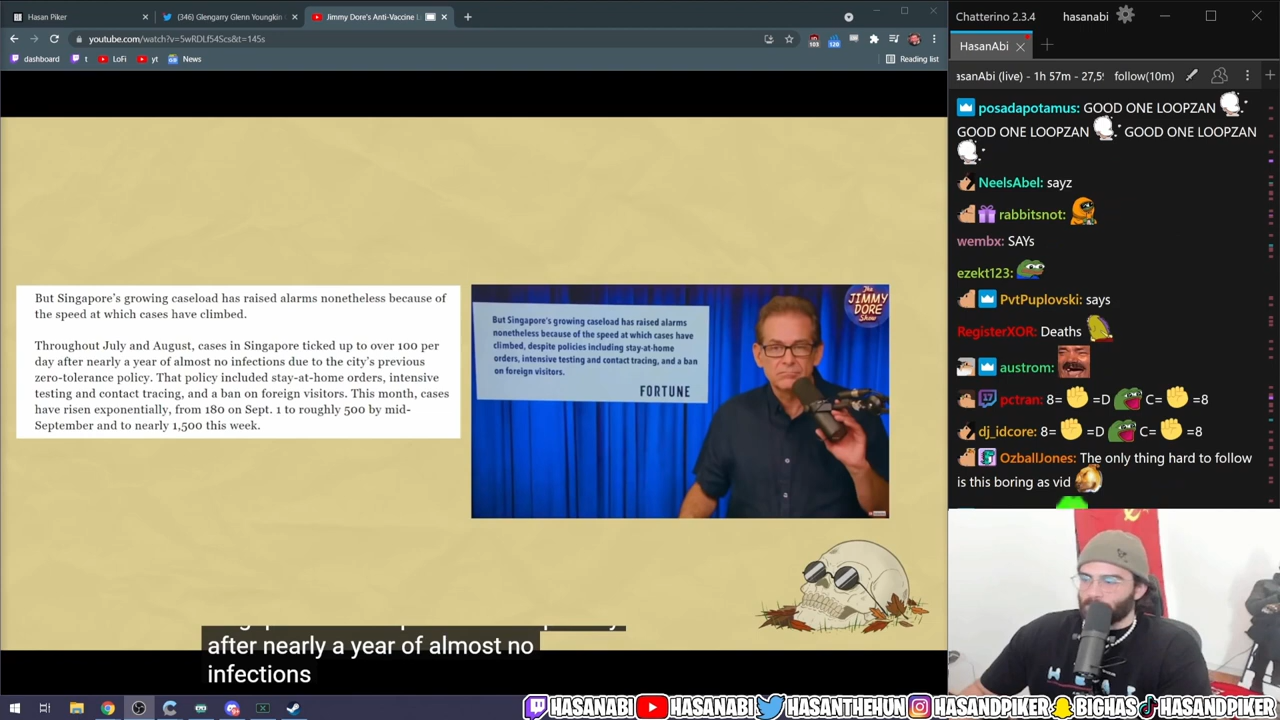 Hasan Piker
(346) Glengarry Glenn Youngkin
Jimmy Dore's Anti-Vaccine L
youtube.com/watch?v=5wRDLf54Scs&t=145s
103
120
dashboard
t
LoFi
yt
News
Reading list
But Singapore's growing caseload has raised alarms nonetheless because of
the speed at which cases have climbed.
Throughout July and August, cases in Singapore ticked up to over 100 per
day after nearly a year of almost no infections due to the city's previous
zero-tolerance policy. That policy included stay-at-home orders, intensive
testing and contact tracing, and a ban on foreign visitors. This month, cases
have risen exponentially, from 180 on Sept. 1 to roughly 500 by mid-
September and to nearly 1,500 this week.
But Singapore's growing caseload has raised alarms
nonetheless because of the speed at which cases have
climbed, despite policies including stay-at-home
orders, intensive testing and contact tracing, and a ban
on foreign visitors.
FORTUNE
The
JIMMY
DORE
SHOW
after nearly a year of almost no
infections
Chatterino 2.3.4
hasanabi
HasanAbi
asanAbi (live) - 1h 57m - 27,5
follow(10m)
posadapotamus: GOOD ONE LOOPZAN
GOOD ONE LOOPZAN GOOD ONE LOOPZAN
NeelsAbel: sayz
rabbitsnot:
wembx: SAYs
ezekt123:
PvtPuplovski: says
RegisterXOR: Deaths
austrom:
pctran: 8= =D C= =8
dj_idcore: 8= =D C= =8
OzballJones: The only thing hard to follow
is this boring as vid
HASANABI HASANABI HASANTHEHUN HASANDPIKER BIGHAS HASANDPIKER